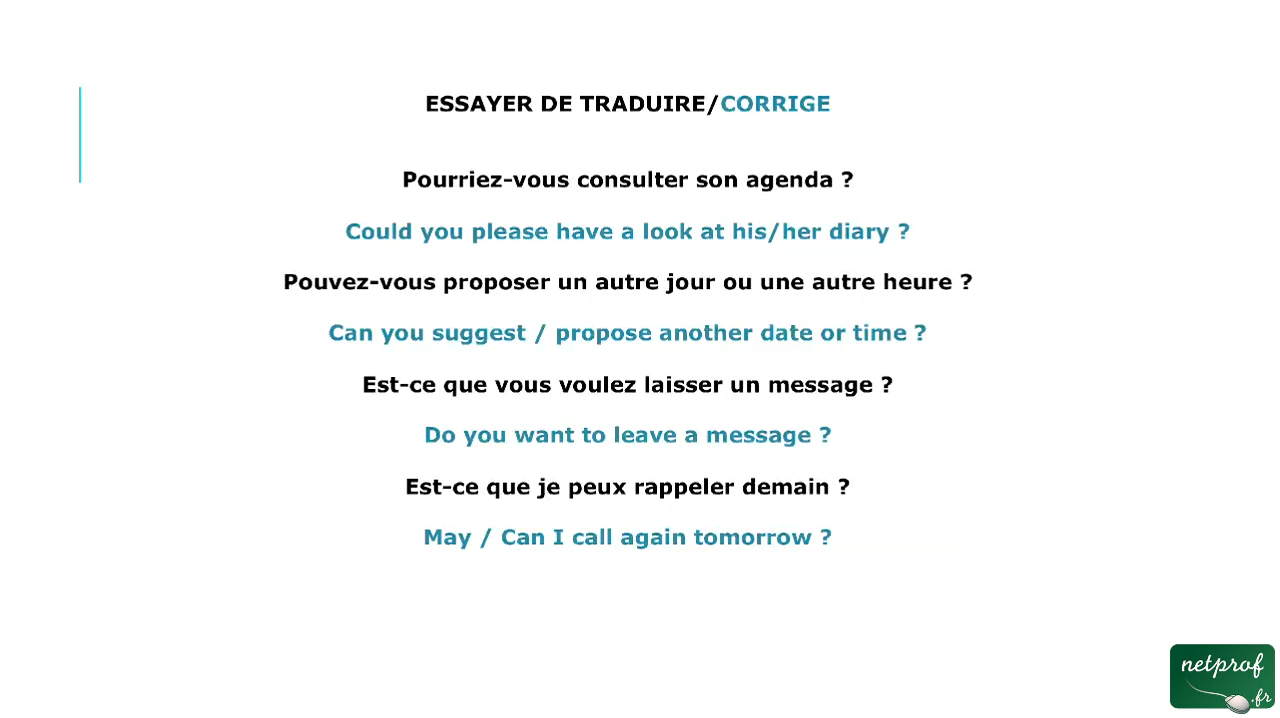 ESSAYER DE TRADUIRE/CORRIGE
Pourriez-vous consulter son agenda ?
Could you please have a look at his/her diary ?
Pouvez-vous proposer un autre jour ou une autre heure ?
Can you suggest / propose another date or time ?
Est-ce que vous voulez laisser un message ?
Do you want to leave a message ?
Est-ce que je peux rappeler demain ?
May / Can I call again tomorrow ?
netprof
.fr